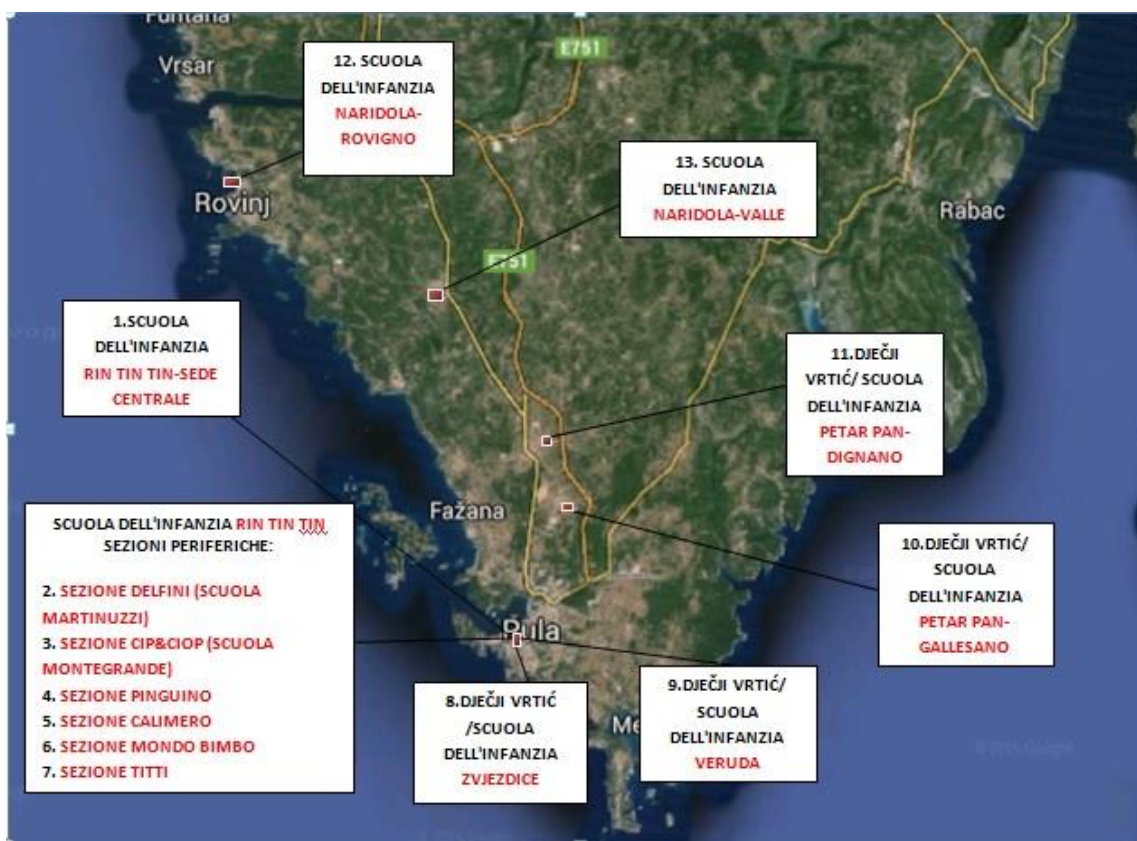 Funtana
Vrsar
E751
12. SCUOLA
DELL'INFANZIA
NARIDOLA-
ROVIGNO
Rovinj
13. SCUOLA
DELL'INFANZIA
NARIDOLA-VALLE
Rabac
E751
1.SCUOLA
DELL'INFANZIA
RIN TIN TIN-SEDE
CENTRALE
11.DJEČJI
VRTIĆ/ SCUOLA
DELL'INFANZIA
PETAR PAN-
DIGNANO
Fažana
SCUOLA DELL'INFANZIA RIN TIN TIN
SEZIONI PERIFERICHE:
2. SEZIONE DELFINI (SCUOLA
MARTINUZZI)
3. SEZIONE CIP&CIOP (SCUOLA
MONTEGRANDE)
4. SEZIONE PINGUINO
5. SEZIONE CALIMERO
6. SEZIONE MONDO BIMBO
7. SEZIONE TITTI
10.DJEČJI VRTIĆ/
SCUOLA
DELL'INFANZIA
PETAR PAN-
GALLESANO
Pula
8.DJEČJI VRTIĆ
/SCUOLA
DELL'INFANZIA
ZVJEZDICE
9.DJEČJI VRTIĆ/
SCUOLA
DELL'INFANZIA
VERUDA
Me